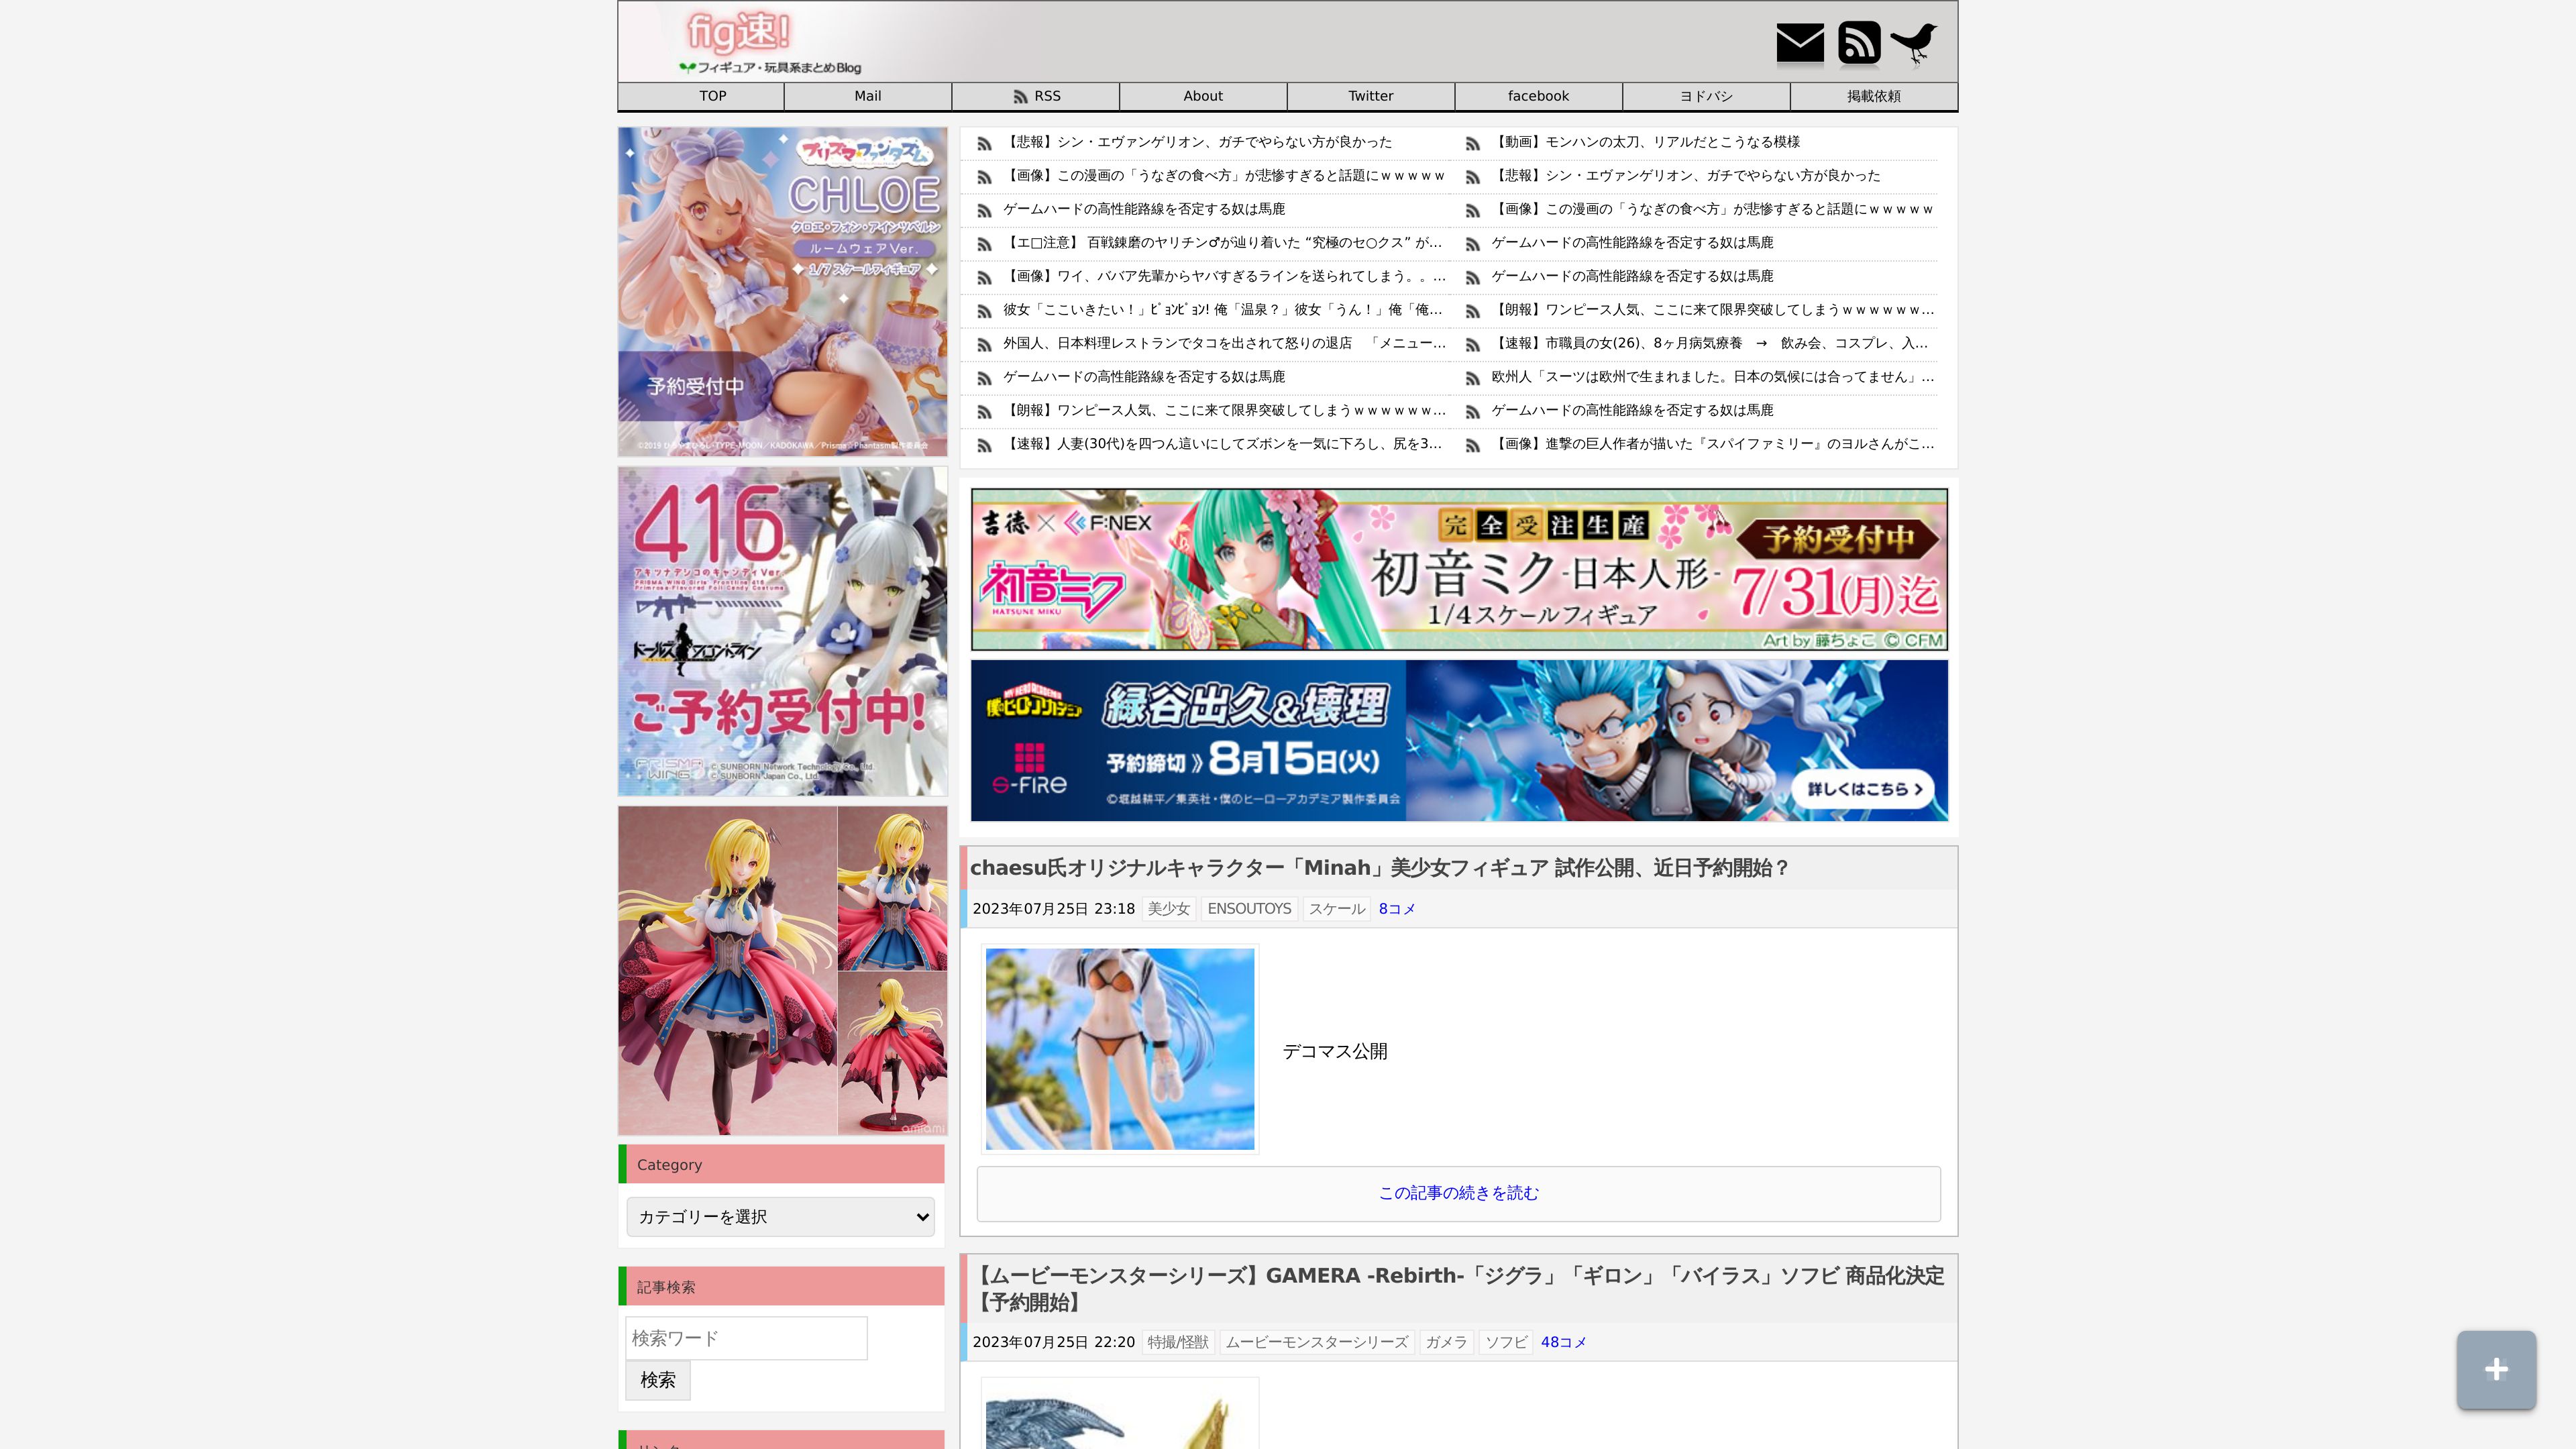 fig速!
フィギュア・玩具系まとめBlog
TOP
Mail
RSS
About
Twitter
facebook
ヨドバシ
掲載依頼
プリズマ☆ファンタズム
CHLOE
クロエ・フォン・アインツベルン
ルームウェアVer.
1/7スケールフィギュア
予約受付中
416
PRISMA WING Girls' Frontline 416
Primrose-Flavored Foil Candy Costume
ドールズフロントライン
ご予約受付中!
PRISMA WING
© SUNBORN Network Technology Co., Ltd.
© SUNBORN Japan Co., Ltd.
amiami
Category
カテゴリーを選択
記事検索
検索ワード
検索
【悲報】シン・エヴァンゲリオン、ガチでやらない方が良かった
【画像】この漫画の「うなぎの食べ方」が悲惨すぎると話題にｗｗｗｗｗ
ゲームハードの高性能路線を否定する奴は馬鹿
【エ□注意】 百戦錬磨のヤリチン♂が辿り着いた “究極のセ○クス” が…
【画像】ワイ、ババア先輩からヤバすぎるラインを送られてしまう。。…
彼女「ここいきたい！」ﾋﾟｮﾝﾋﾟｮﾝ! 俺「温泉？」彼女「うん！」俺「俺…
外国人、日本料理レストランでタコを出されて怒りの退店　「メニュー…
ゲームハードの高性能路線を否定する奴は馬鹿
【朗報】ワンピース人気、ここに来て限界突破してしまうｗｗｗｗｗｗ…
【速報】人妻(30代)を四つん這いにしてズボンを一気に下ろし、尻を3…
【動画】モンハンの太刀、リアルだとこうなる模様
【悲報】シン・エヴァンゲリオン、ガチでやらない方が良かった
【画像】この漫画の「うなぎの食べ方」が悲惨すぎると話題にｗｗｗｗｗ
ゲームハードの高性能路線を否定する奴は馬鹿
ゲームハードの高性能路線を否定する奴は馬鹿
【朗報】ワンピース人気、ここに来て限界突破してしまうｗｗｗｗｗｗ…
【速報】市職員の女(26)、8ヶ月病気療養　→　飲み会、コスプレ、入…
欧州人「スーツは欧州で生まれました。日本の気候には合ってません」…
ゲームハードの高性能路線を否定する奴は馬鹿
【画像】進撃の巨人作者が描いた『スパイファミリー』のヨルさんがこ…
吉徳×F:NEX
初音ミク
HATSUNE MIKU
完全受注生産
初音ミク-日本人形-
1/4スケールフィギュア
予約受付中
7/31(月)迄
Art by 藤ちょこ © CFM
MY HERO ACADEMIA
僕のヒーローアカデミア
S-FIRE
緑谷出久&壊理
予約締切》8月15日(火)
©堀越耕平／集英社・僕のヒーローアカデミア製作委員会
詳しくはこちら
chaesu氏オリジナルキャラクター「Minah」美少女フィギュア 試作公開、近日予約開始？
2023年07月25日 23:18 美少女 ENSOUTOYS スケール 8コメ
デコマス公開
この記事の続きを読む
【ムービーモンスターシリーズ】GAMERA -Rebirth-「ジグラ」「ギロン」「バイラス」ソフビ 商品化決定
【予約開始】
2023年07月25日 22:20 特撮/怪獣 ムービーモンスターシリーズ ガメラ ソフビ 48コメ